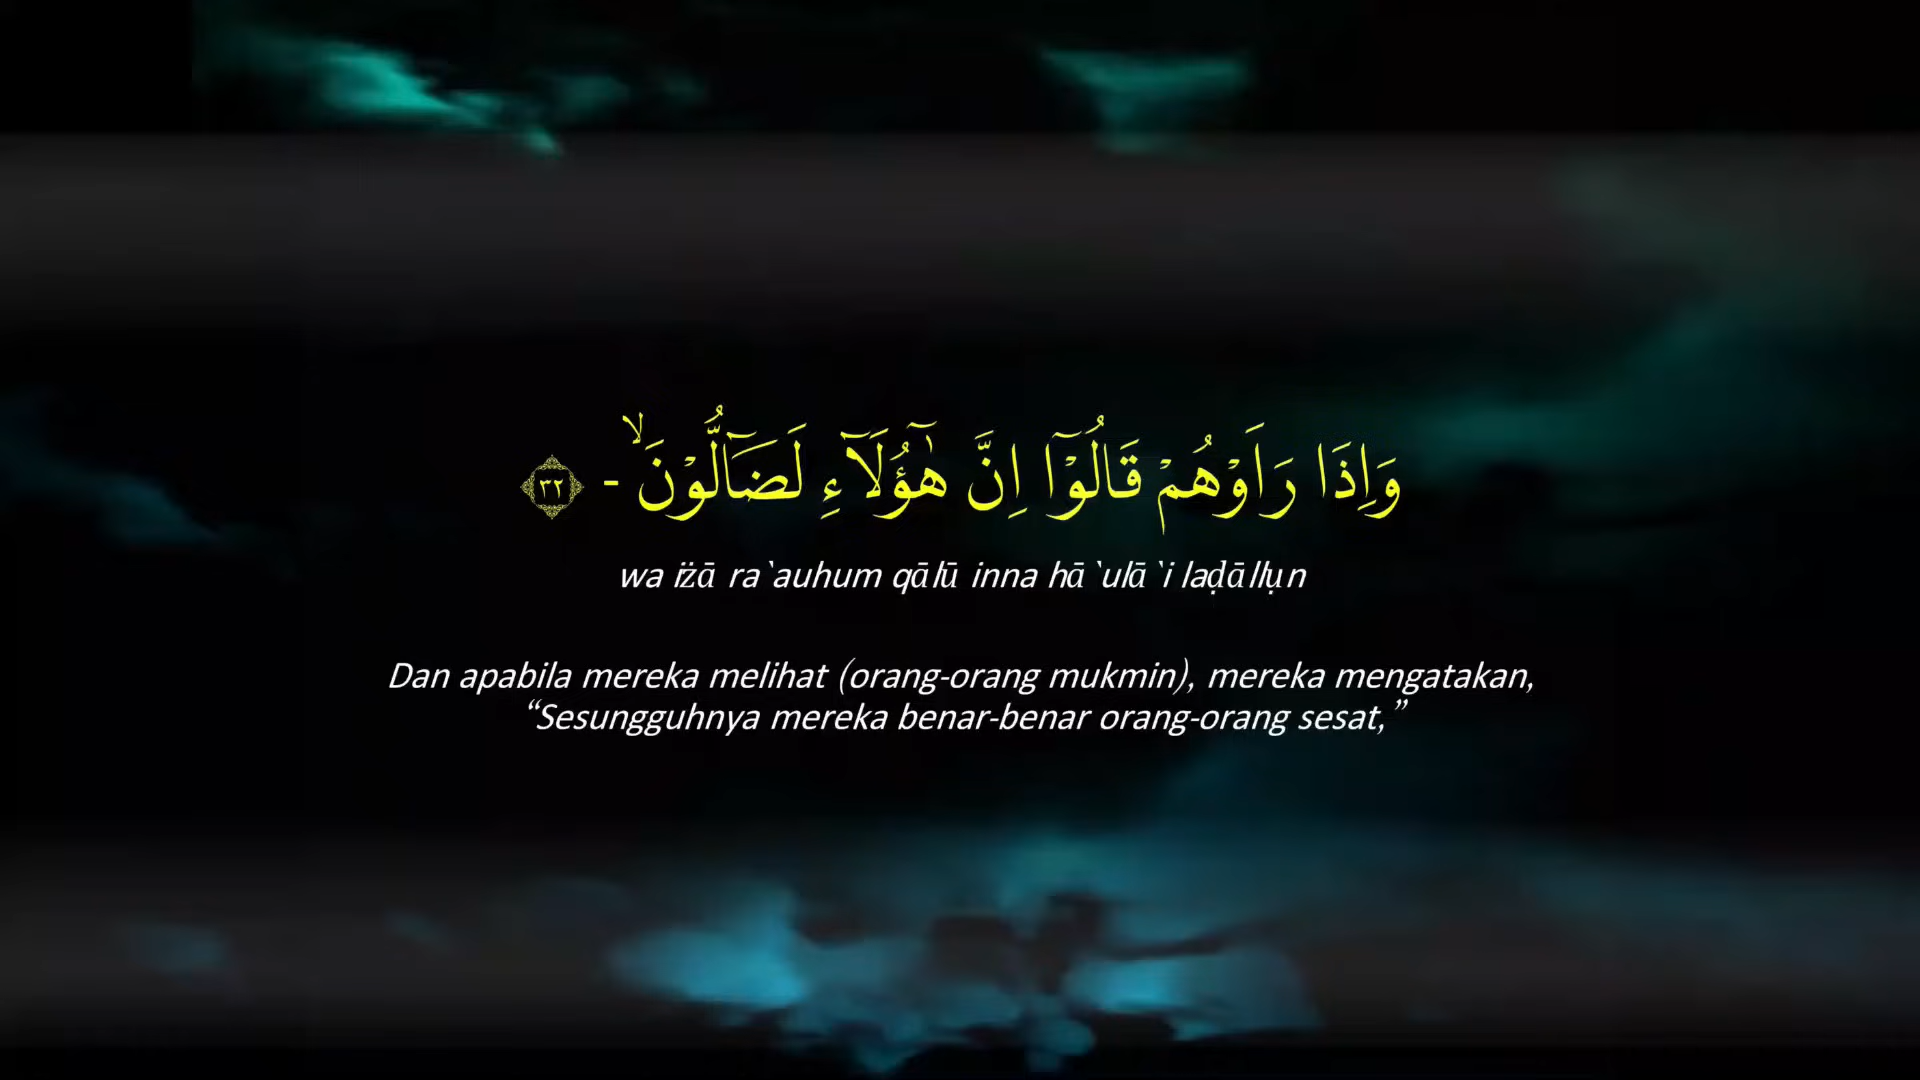 وَاِذَا رَاَوْهُمْ قَالُوْٓا اِنَّ هٰٓؤُلَاۤءِ لَضَاۤلُّوْنَۙ - ٣٢
wa iżā ra`auhum qālū inna hā`ulā`i laḍāllụn
Dan apabila mereka melihat (orang-orang mukmin), mereka mengatakan,
“Sesungguhnya mereka benar-benar orang-orang sesat,”